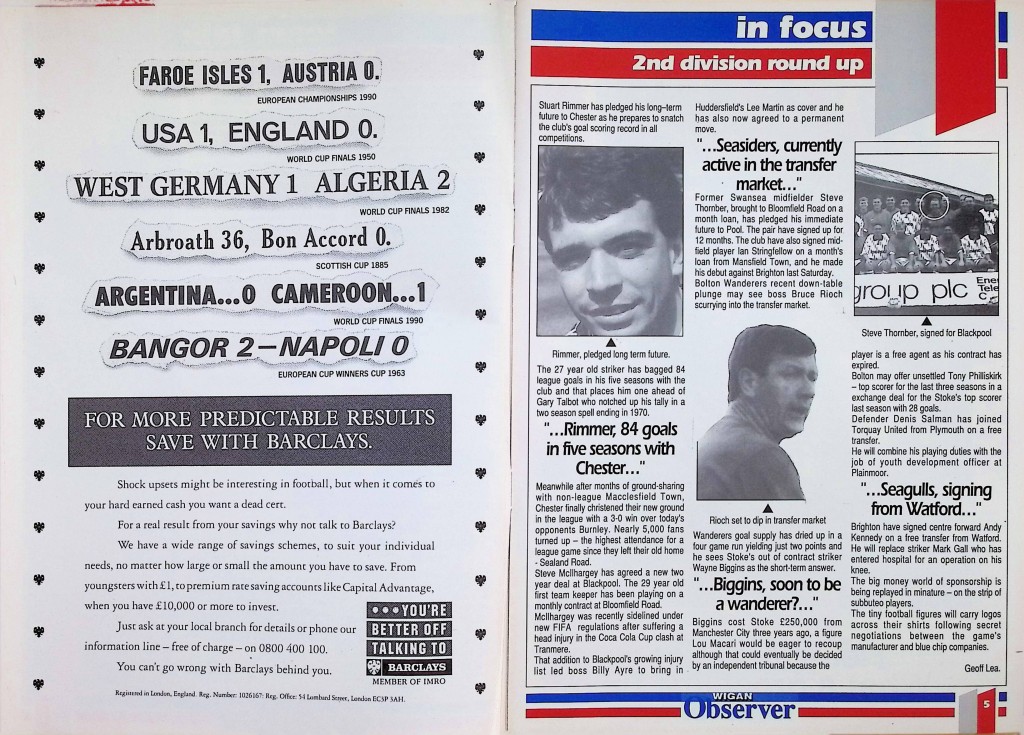 FAROE ISLES 1, AUSTRIA 0.
EUROPEAN CHAMPIONSHIPS 1990
USA 1, ENGLAND 0.
WORLD CUP FINALS 1950
WEST GERMANY 1 ALGERIA 2
WORLD CUP FINALS 1982
Arbroath 36, Bon Accord 0.
SCOTTISH CUP 1885
ARGENTINA...0 CAMEROON...1
WORLD CUP FINALS 1990
BANGOR 2–NAPOLI 0
EUROPEAN CUP WINNERS CUP 1963
FOR MORE PREDICTABLE RESULTS
SAVE WITH BARCLAYS.
Shock upsets might be interesting in football, but when it comes to
your hard earned cash you want a dead cert.
For a real result from your savings why not talk to Barclays?
We have a wide range of savings schemes, to suit your individual
needs, no matter how large or small the amount you have to save. From
youngsters with £1, to premium rate saving accounts like Capital Advantage,
when you have £10,000 or more to invest.
Just ask at your local branch for details or phone our
information line – free of charge – on 0800 400 100.
You can't go wrong with Barclays behind you.
•••YOU'RE
BETTER OFF
TALKING TO
BARCLAYS
MEMBER OF IMRO
Registered in London, England. Reg. Number: 1026167: Reg. Office: 54 Lombard Street, London EC3P 3AH.
in focus
2nd division round up
Stuart Rimmer has pledged his long–term
future to Chester as he prepares to snatch
the club's goal scoring record in all
competitions.
Rimmer, pledged long term future.
The 27 year old striker has bagged 84
league goals in his five seasons with the
club and that places him one ahead of
Gary Talbot who notched up his tally in a
two season spell ending in 1970.
"...Rimmer, 84 goals
in five seasons with
Chester..."
Meanwhile after months of ground-sharing
with non-league Macclesfield Town,
Chester finally christened their new ground
in the league with a 3-0 win over today's
opponents Burnley. Nearly 5,000 fans
turned up – the highest attendance for a
league game since they left their old home
- Sealand Road.
Steve McIlhargey has agreed a new two
year deal at Blackpool. The 29 year old
first team keeper has been playing on a
monthly contract at Bloomfield Road.
McIlhargey was recently sidelined under
new FIFA regulations after suffering a
head injury in the Coca Cola Cup clash at
Tranmere.
That addition to Blackpool's growing injury
list led boss Billy Ayre to bring in
Huddersfield's Lee Martin as cover and he
has also now agreed to a permanent
move.
"...Seasiders, currently
active in the transfer
market..."
Former Swansea midfielder Steve
Thornber, brought to Bloomfield Road on a
month loan, has pledged his immediate
future to Pool. The pair have signed up for
12 months. The club have also signed mid-
field player Ian Stringfellow on a month's
loan from Mansfield Town, and he made
his debut against Brighton last Saturday.
Bolton Wanderers recent down-table
plunge may see boss Bruce Rioch
scurrying into the transfer market.
Rioch set to dip in transfer market
Wanderers goal supply has dried up in a
four game run yielding just two points and
he sees Stoke's out of contract striker
Wayne Biggins as the short-term answer.
"...Biggins, soon to be
a wanderer?..."
Biggins cost Stoke £250,000 from
Manchester City three years ago, a figure
Lou Macari would be eager to recoup
although that could eventually be decided
by an independent tribunal because the
group plc
Ene
Tele
C
Steve Thornber, signed for Blackpool
player is a free agent as his contract has
expired.
Bolton may offer unsettled Tony Philliskirk
– top scorer for the last three seasons in a
exchange deal for the Stoke's top scorer
last season with 28 goals.
Defender Denis Salman has joined
Torquay United from Plymouth on a free
transfer.
He will combine his playing duties with the
job of youth development officer at
Plainmoor.
"...Seagulls, signing
from Watford..."
Brighton have signed centre forward Andy
Kennedy on a free transfer from Watford.
He will replace striker Mark Gall who has
entered hospital for an operation on his
knee.
The big money world of sponsorship is
being replayed in minature – on the strip of
subbuteo players.
The tiny football figures will carry logos
across their shirts following secret
negotiations between the game's
manufacturer and blue chip companies.
Geoff Lea.
WIGAN
Observer
5